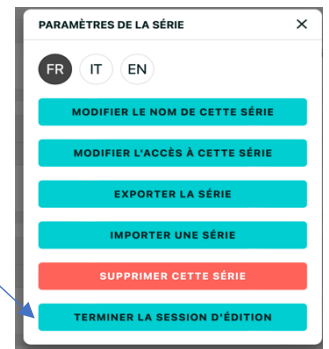 PARAMÈTRES DE LA SÉRIE
FR IT EN
MODIFIER LE NOM DE CETTE SÉRIE
MODIFIER L'ACCÈS À CETTE SÉRIE
EXPORTER LA SÉRIE
IMPORTER UNE SÉRIE
SUPPRIMER CETTE SÉRIE
TERMINER LA SESSION D'ÉDITION